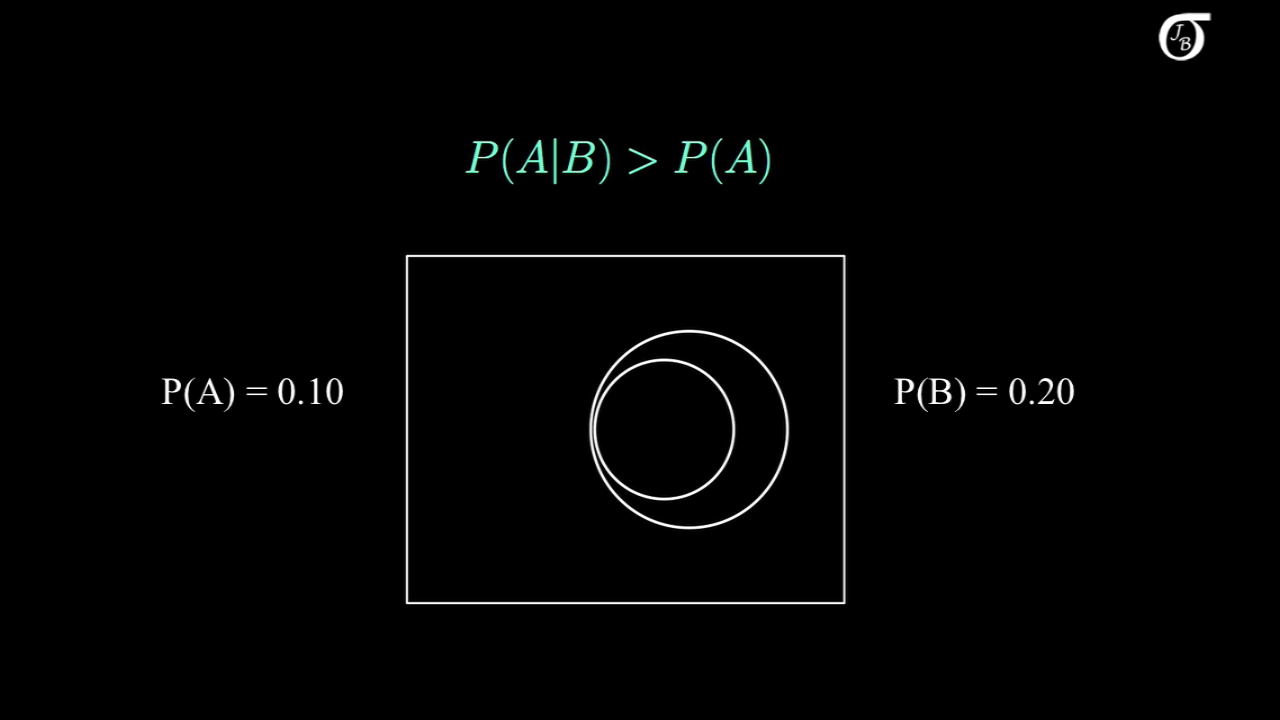 J
B
P(A|B) > P(A)
P(A) = 0.10
P(B) = 0.20